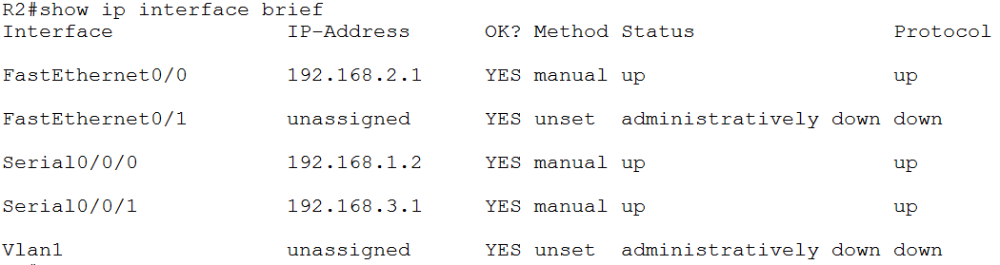 R2#show ip interface brief
Interface IP-Address OK? Method Status Protocol
FastEthernet0/0 192.168.2.1 YES manual up up
FastEthernet0/1 unassigned YES unset administratively down down
Serial0/0/0 192.168.1.2 YES manual up up
Serial0/0/1 192.168.3.1 YES manual up up
Vlan1 unassigned YES unset administratively down down